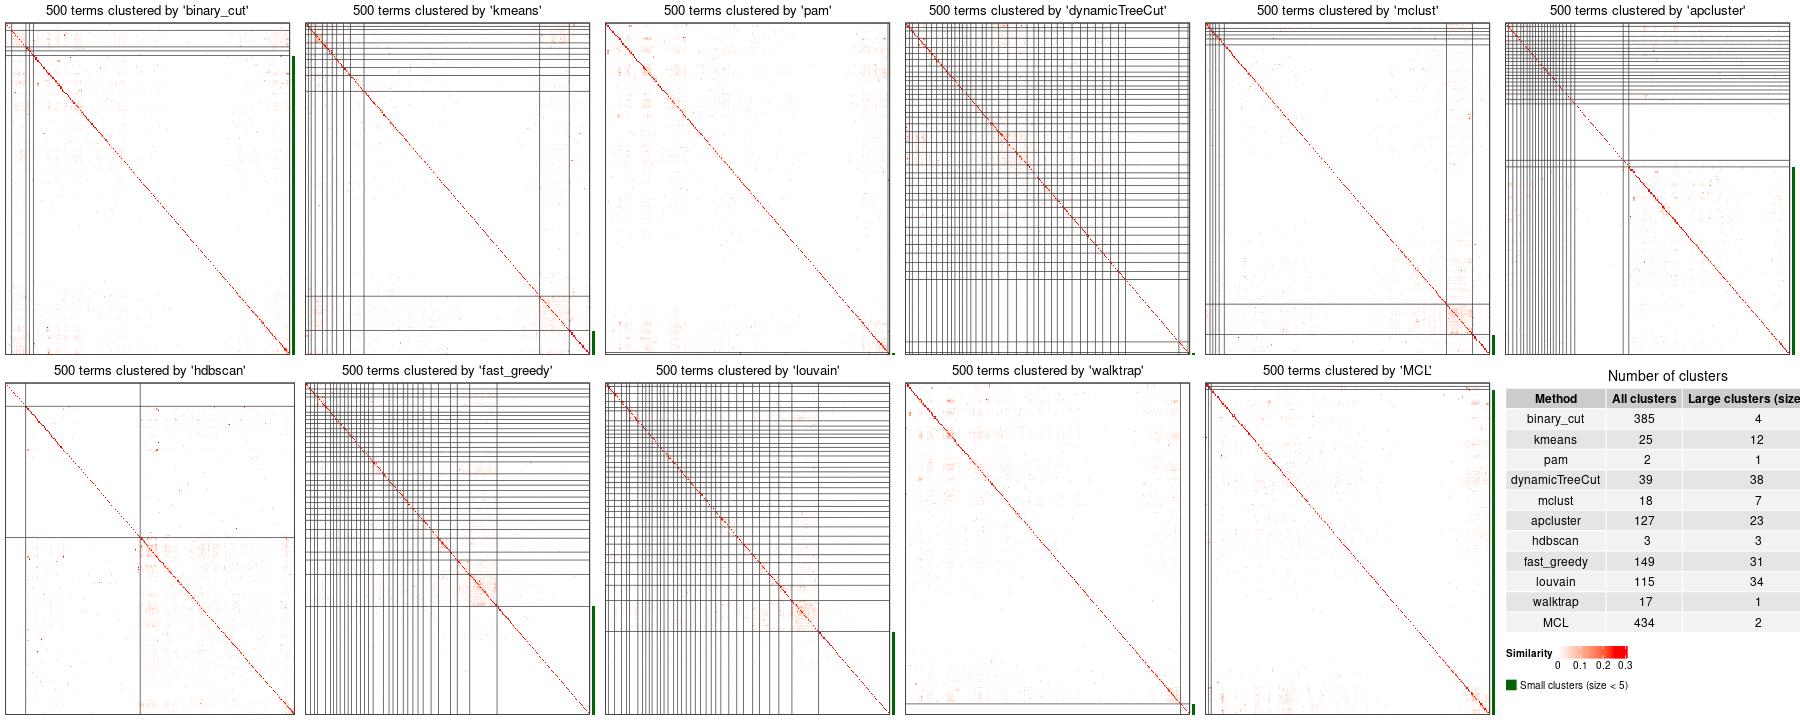 500 terms clustered by 'binary_cut'
500 terms clustered by 'kmeans'
500 terms clustered by 'pam'
500 terms clustered by 'dynamicTreeCut'
500 terms clustered by 'mclust'
500 terms clustered by 'apcluster'
500 terms clustered by 'hdbscan'
500 terms clustered by 'fast_greedy'
500 terms clustered by 'louvain'
500 terms clustered by 'walktrap'
500 terms clustered by 'MCL'
Number of clusters
Method All clusters Large clusters (size
binary_cut 385 4
kmeans 25 12
pam 2 1
dynamicTreeCut 39 38
mclust 18 7
apcluster 127 23
hdbscan 3 3
fast_greedy 149 31
louvain 115 34
walktrap 17 1
MCL 434 2
Similarity
0 0.1 0.2 0.3
Small clusters (size < 5)